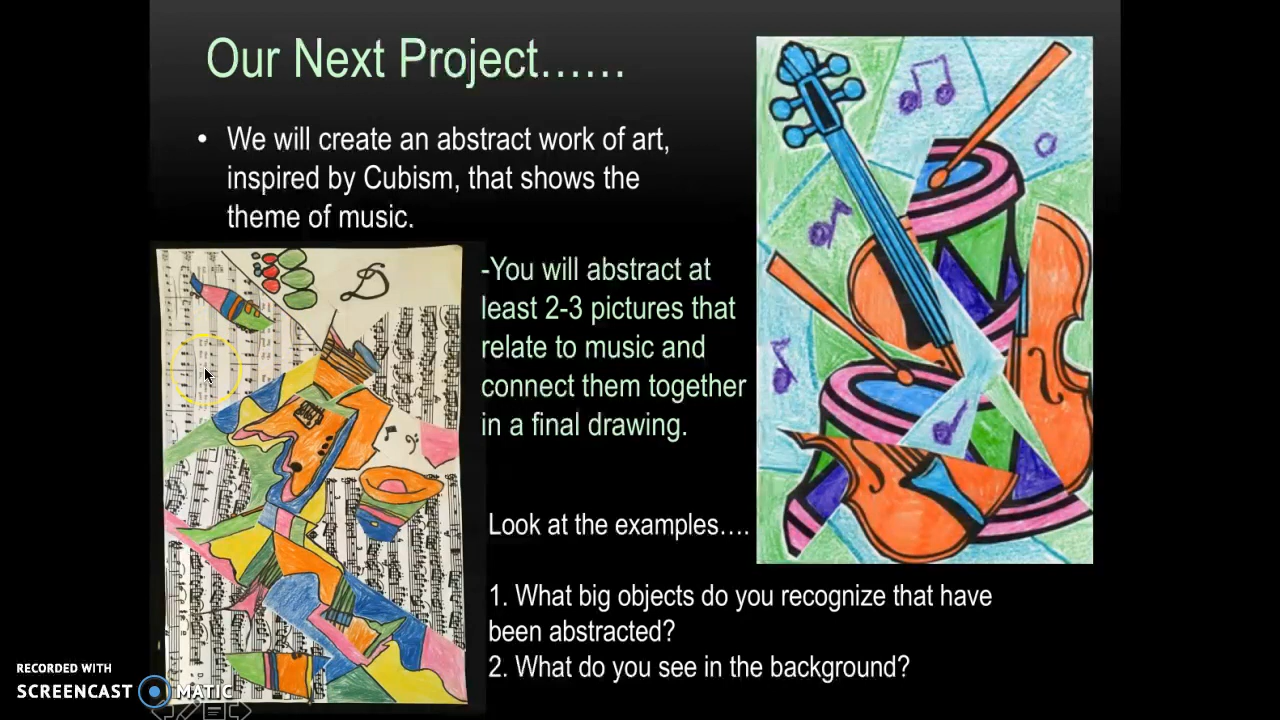 Our Next Project……
• We will create an abstract work of art,
inspired by Cubism, that shows the
theme of music.
-You will abstract at
least 2-3 pictures that
relate to music and
connect them together
in a final drawing.
Look at the examples….
1. What big objects do you recognize that have
been abstracted?
2. What do you see in the background?
RECORDED WITH
SCREENCAST MATIC